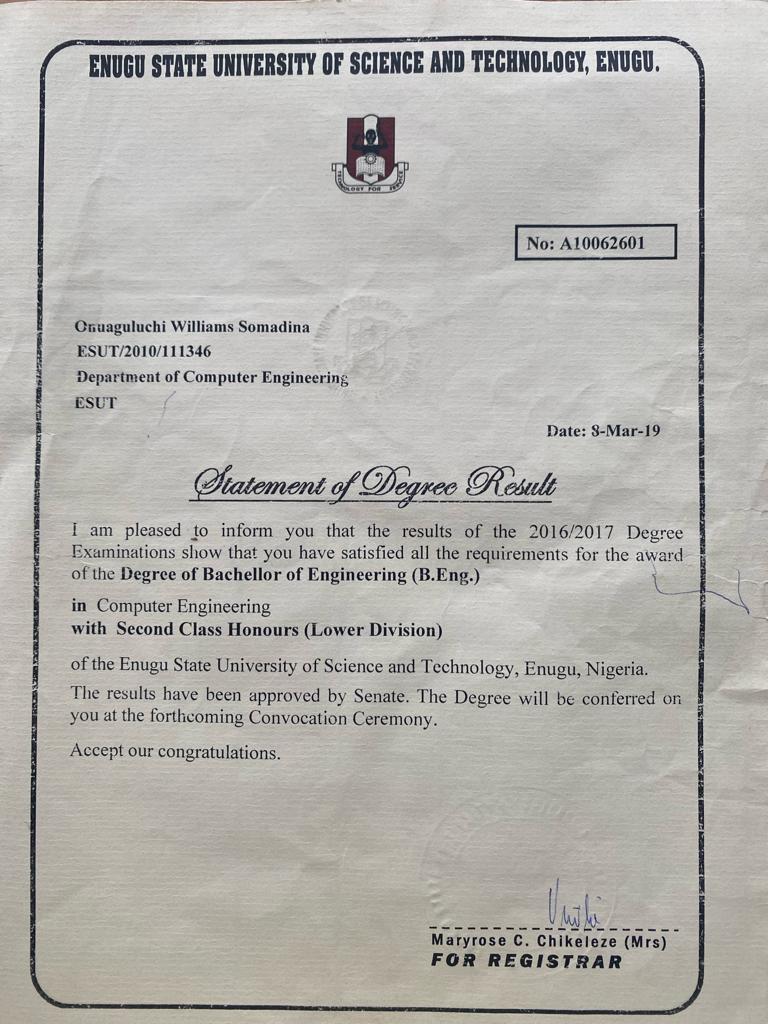 ENUGU STATE UNIVERSITY OF SCIENCE AND TECHNOLOGY, ENUGU.
TECHNOLOGY FOR SERVICE
No: A10062601
Okuaguluchi Williams Somadina
ESUT/2010/111346
Department of Computer Engineering
ESUT
Date: 8-Mar-19
Statement of Degree Result
I am pleased to inform you that the results of the 2016/2017 Degree
Examinations show that you have satisfied all the requirements for the award
of the Degree of Bachellor of Engineering (B.Eng.)
in Computer Engineering
with Second Class Honours (Lower Division)
of the Enugu State University of Science and Technology, Enugu, Nigeria.
The results have been approved by Senate. The Degree will be conferred on
you at the forthcoming Convocation Ceremony.
Accept our congratulations.
Maryrose C. Chikeleze (Mrs)
FOR REGISTRAR